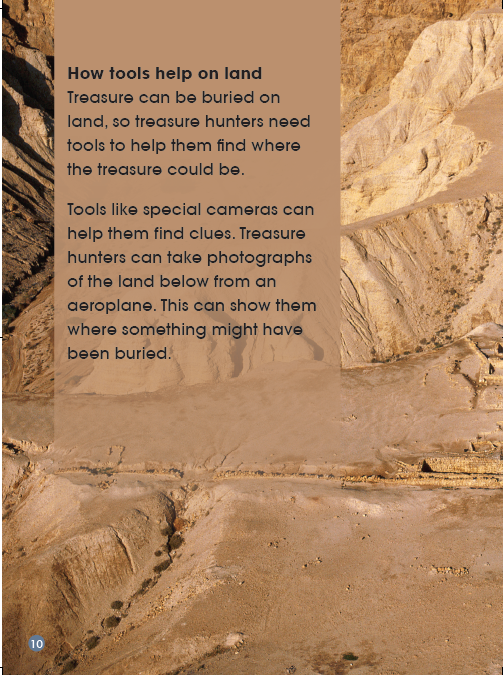 How tools help on land
Treasure can be buried on
land, so treasure hunters need
tools to help them find where
the treasure could be.
Tools like special cameras can
help them find clues. Treasure
hunters can take photographs
of the land below from an
aeroplane. This can show them
where something might have
been buried.
10